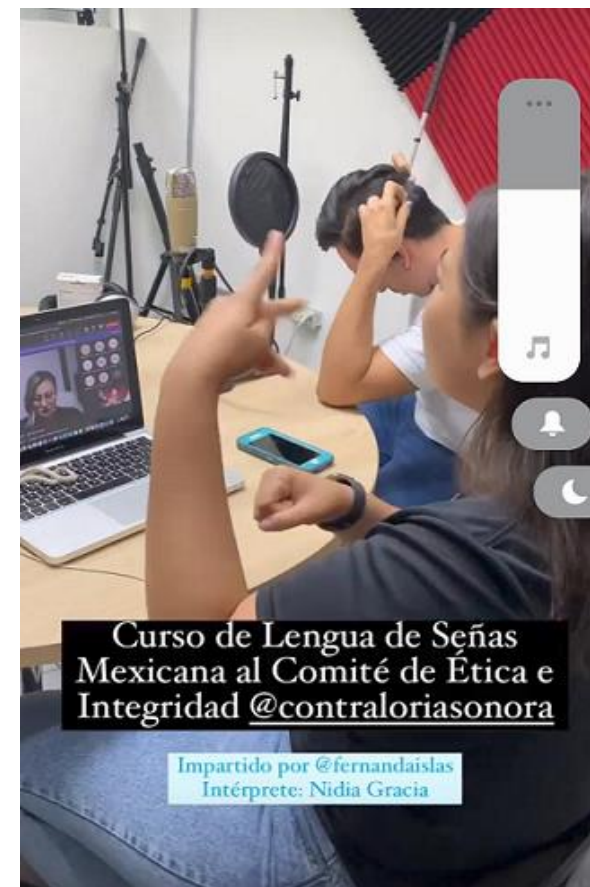 Curso de Lengua de Señas
Mexicana al Comité de Ética e
Integridad @contraloriasonora
Impartido por @fernandaislas
Intérprete: Nidia Gracia